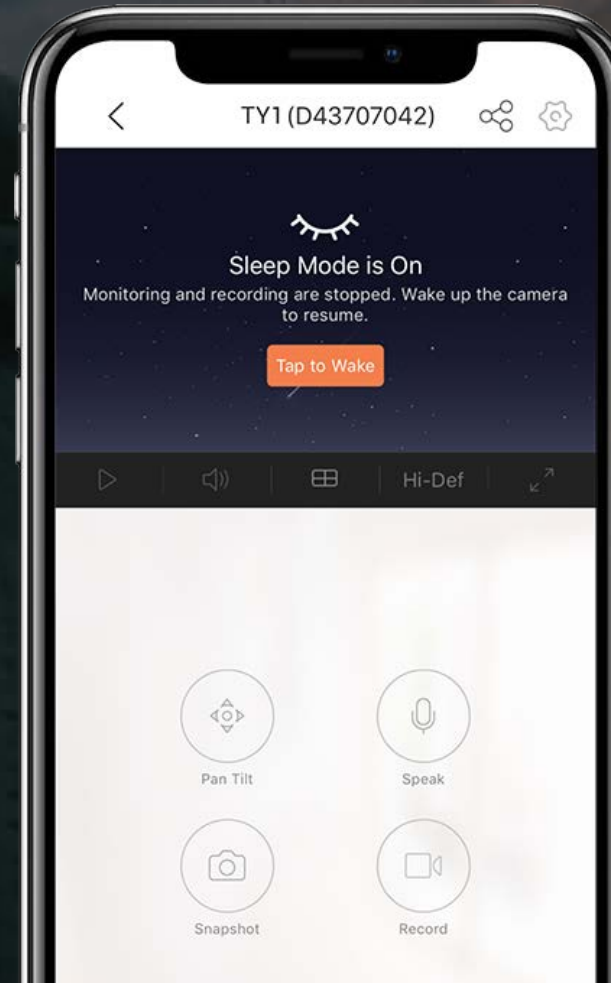 TY1 (D43707042)
Sleep Mode is On
Monitoring and recording are stopped. Wake up the camera
to resume.
Tap to Wake
Hi-Def
Pan Tilt
Speak
Snapshot
Record